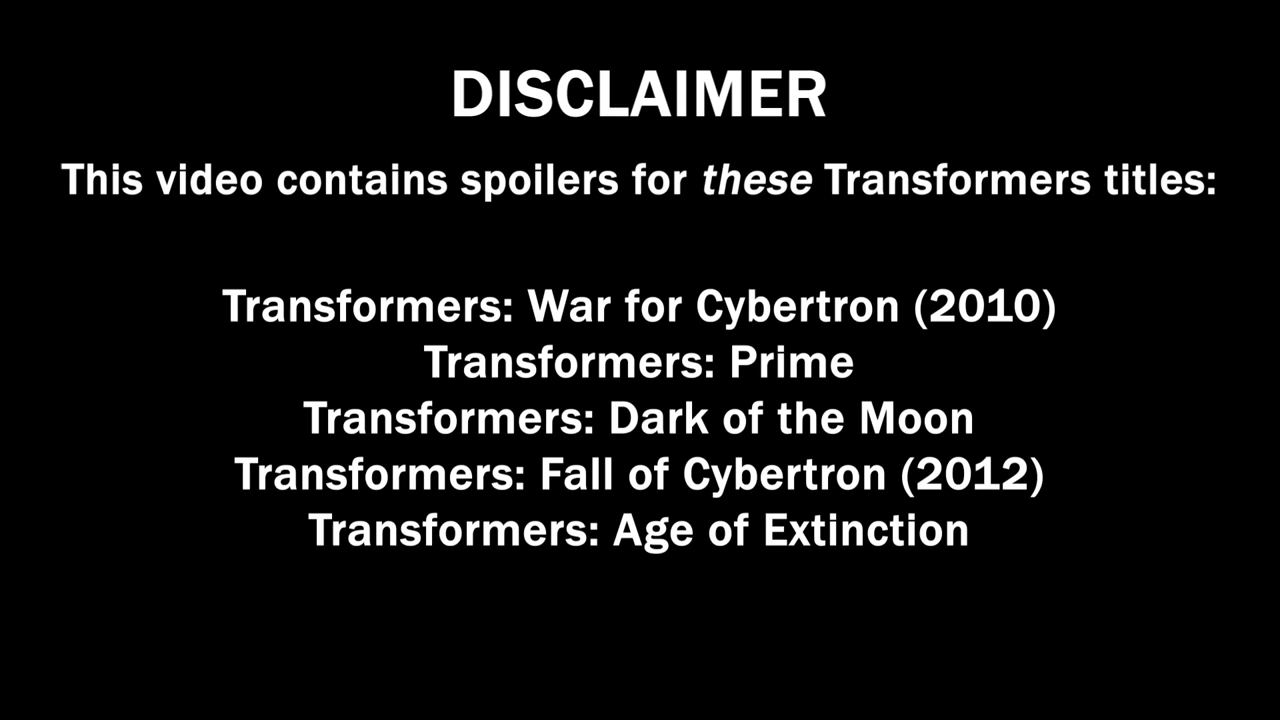 DISCLAIMER
This video contains spoilers for these Transformers titles:
Transformers: War for Cybertron (2010)
Transformers: Prime
Transformers: Dark of the Moon
Transformers: Fall of Cybertron (2012)
Transformers: Age of Extinction